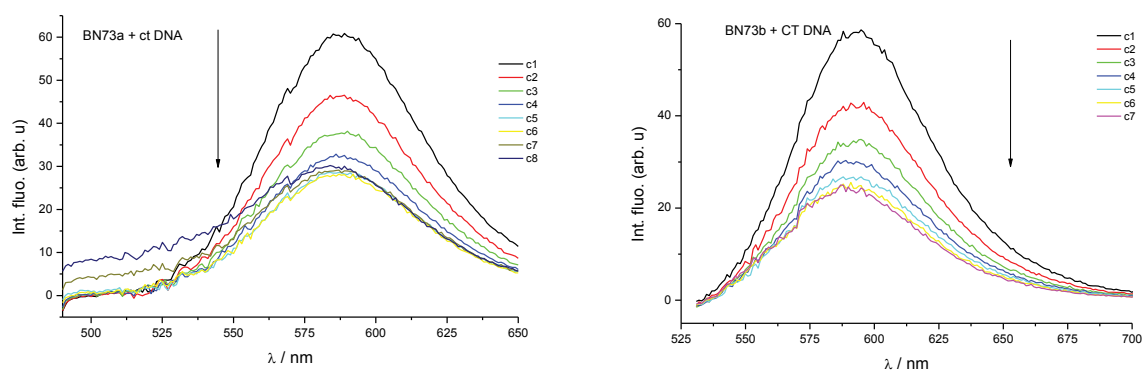 BN73a + ct DNA
Int. fluo. (arb. u)
60
50
40
30
20
10
0
500
525
550
575
600
625
650
λ / nm
c1
c2
c3
c4
c5
c6
c7
c8
BN73b + CT DNA
Int. fluo. (arb. u)
60
40
20
0
525
550
575
600
625
650
675
700
λ / nm
c1
c2
c3
c4
c5
c6
c7